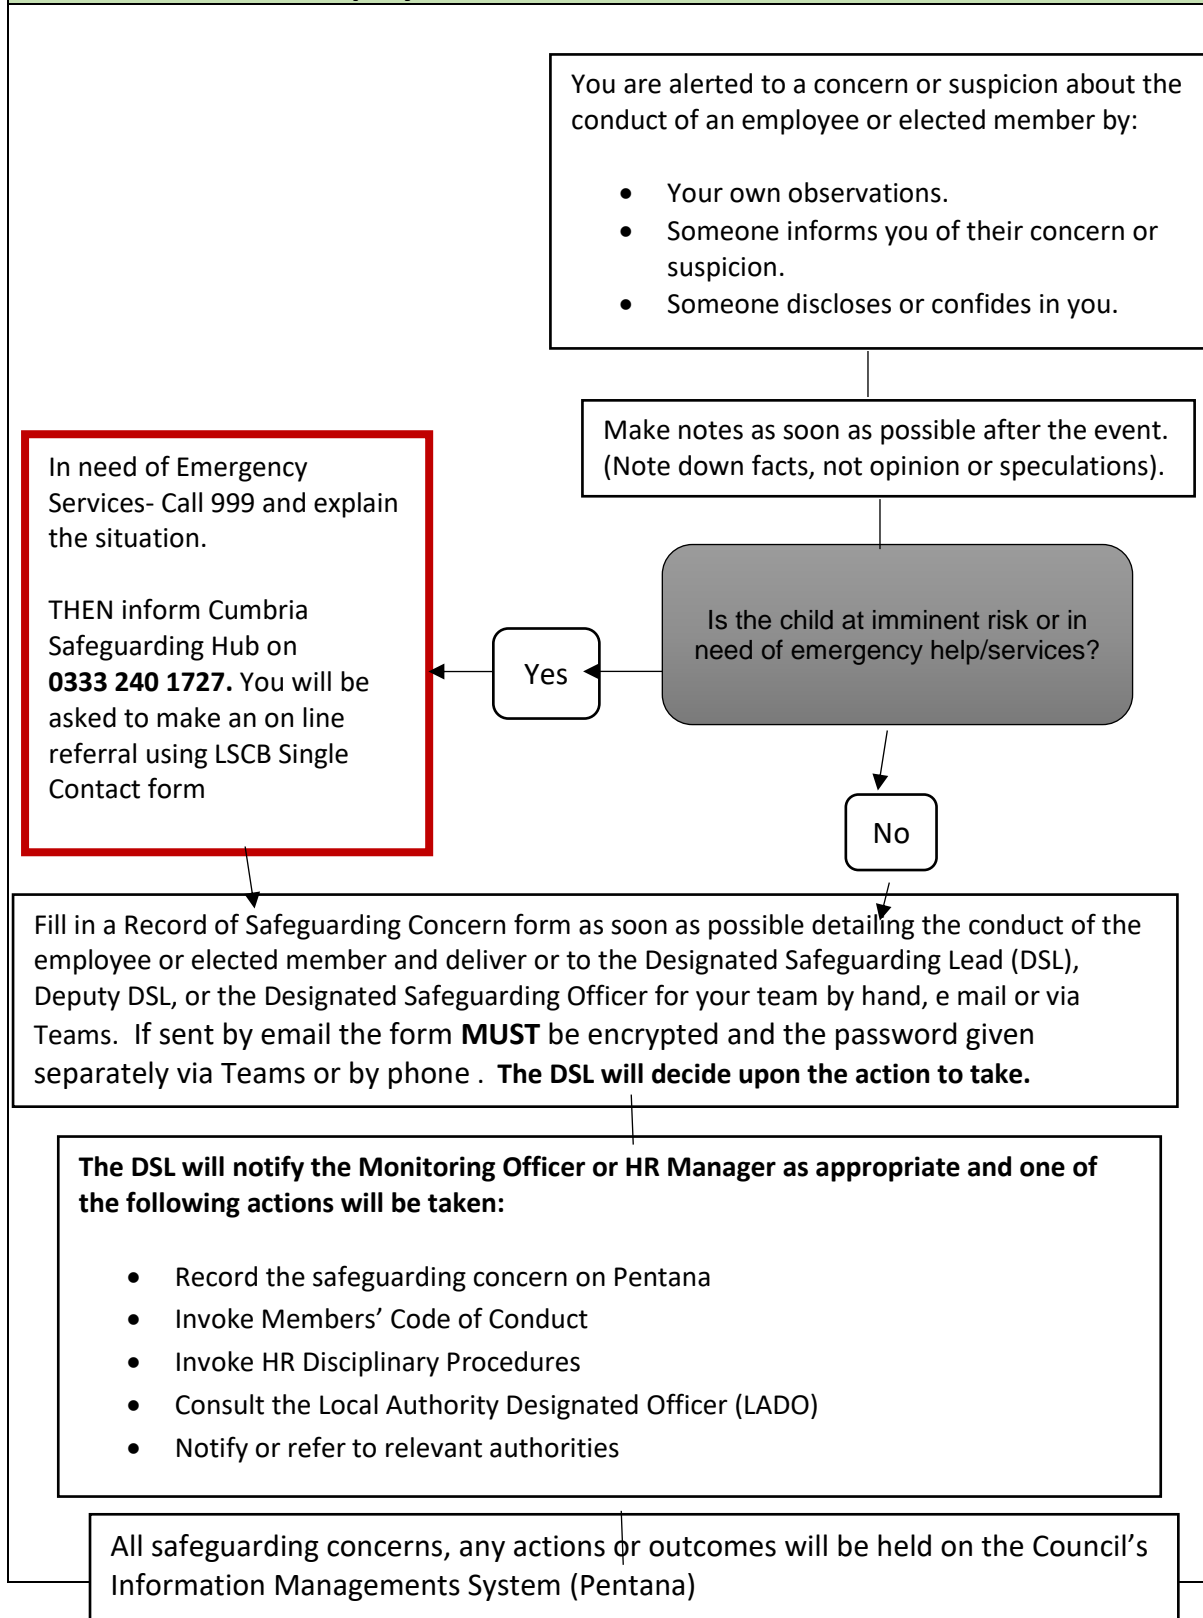 You are alerted to a concern or suspicion about the
conduct of an employee or elected member by:
• Your own observations.
• Someone informs you of their concern or
suspicion.
• Someone discloses or confides in you.
Make notes as soon as possible after the event.
(Note down facts, not opinion or speculations).
Is the child at imminent risk or in
need of emergency help/services?
Yes
In need of Emergency
Services- Call 999 and explain
the situation.
THEN inform Cumbria
Safeguarding Hub on
0333 240 1727. You will be
asked to make an on line
referral using LSCB Single
Contact form
No
Fill in a Record of Safeguarding Concern form as soon as possible detailing the conduct of the
employee or elected member and deliver or to the Designated Safeguarding Lead (DSL),
Deputy DSL, or the Designated Safeguarding Officer for your team by hand, e mail or via
Teams. If sent by email the form MUST be encrypted and the password given
separately via Teams or by phone . The DSL will decide upon the action to take.
The DSL will notify the Monitoring Officer or HR Manager as appropriate and one of
the following actions will be taken:
• Record the safeguarding concern on Pentana
• Invoke Members’ Code of Conduct
• Invoke HR Disciplinary Procedures
• Consult the Local Authority Designated Officer (LADO)
• Notify or refer to relevant authorities
All safeguarding concerns, any actions or outcomes will be held on the Council’s
Information Managements System (Pentana)